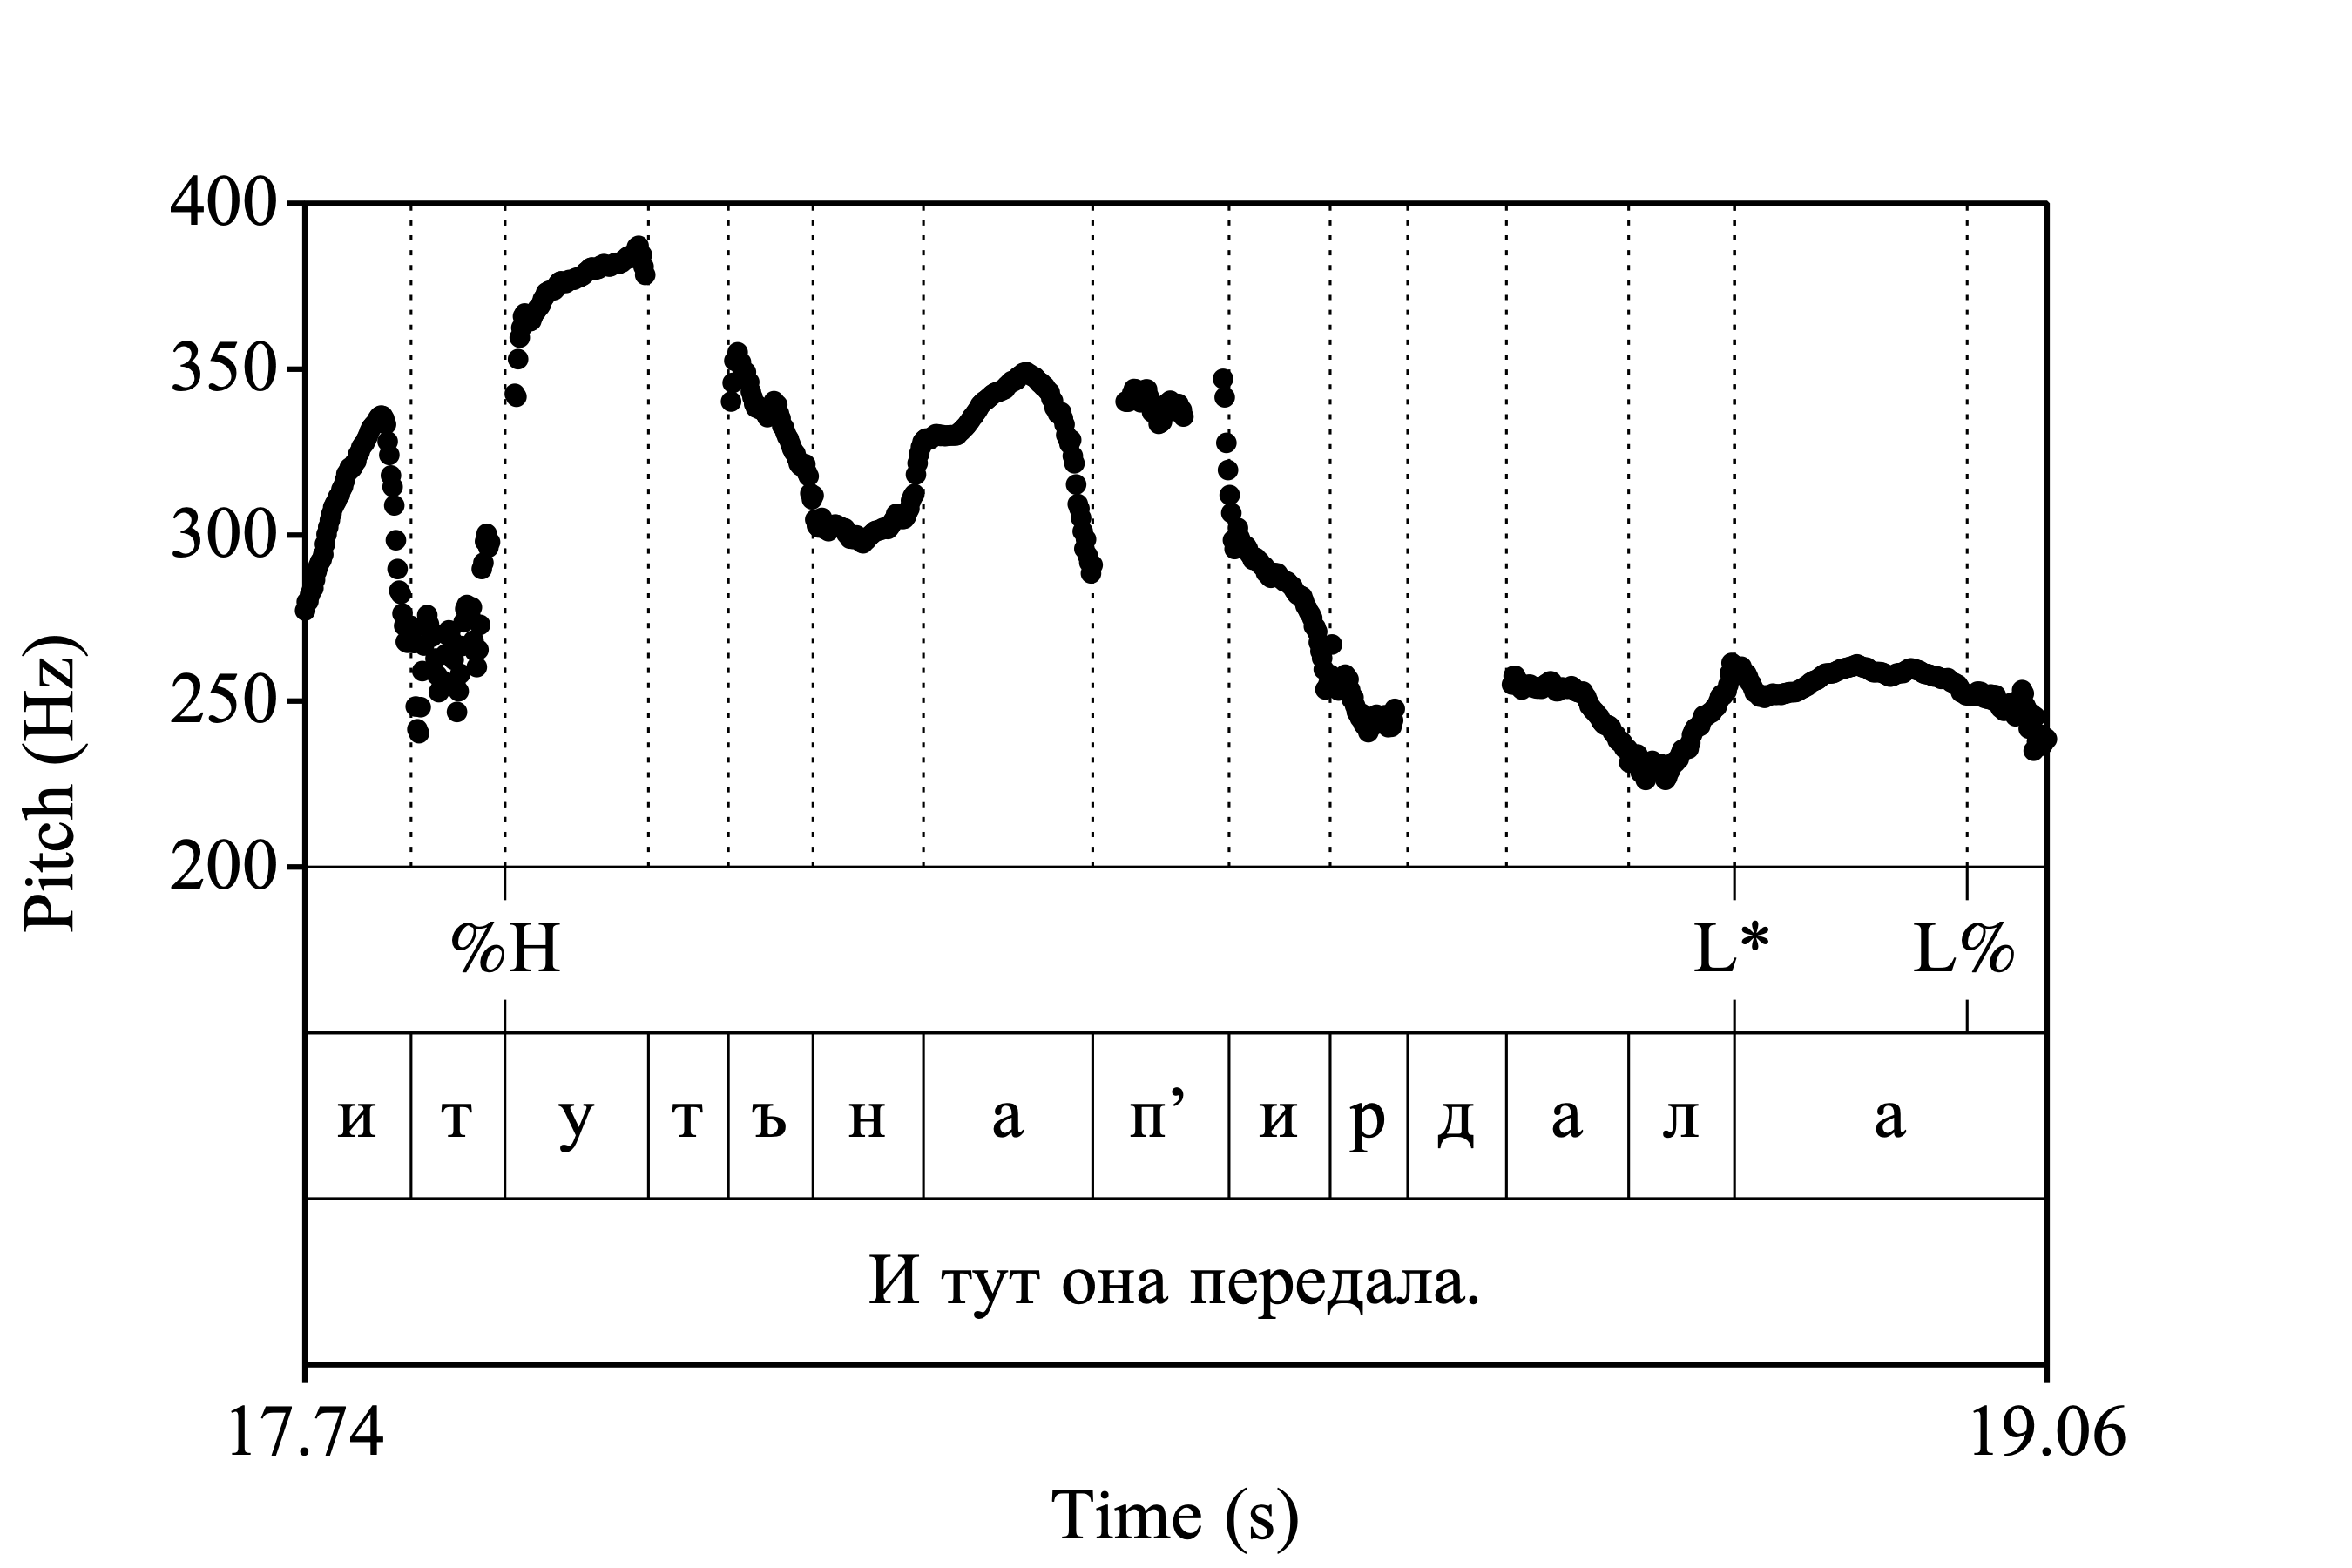 400
350
300
250
200
Pitch (Hz)
%H L* L%
и т у т ъ н а п’ и р д а л а
И тут она передала.
17.74 19.06
Time (s)